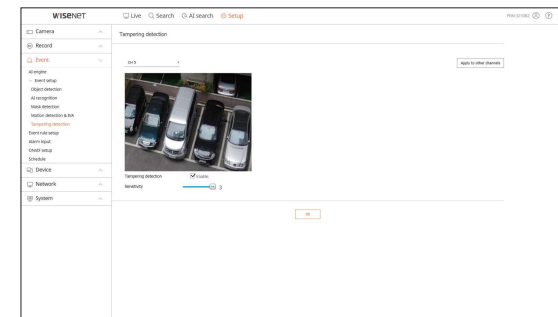 WISENET
Live Search AI search Setup
Camera
Tampering detection
Record
Event
Apply to other channels
AI engine
Event setup
Object detection
AI recognition
Mask detection
Motion detection & IVA
Tampering detection
Tampering detection Enable
Event rule setup
Alarm input
Sensitivity 3
ONVIF setup
Schedule
Device
Network
OK
System